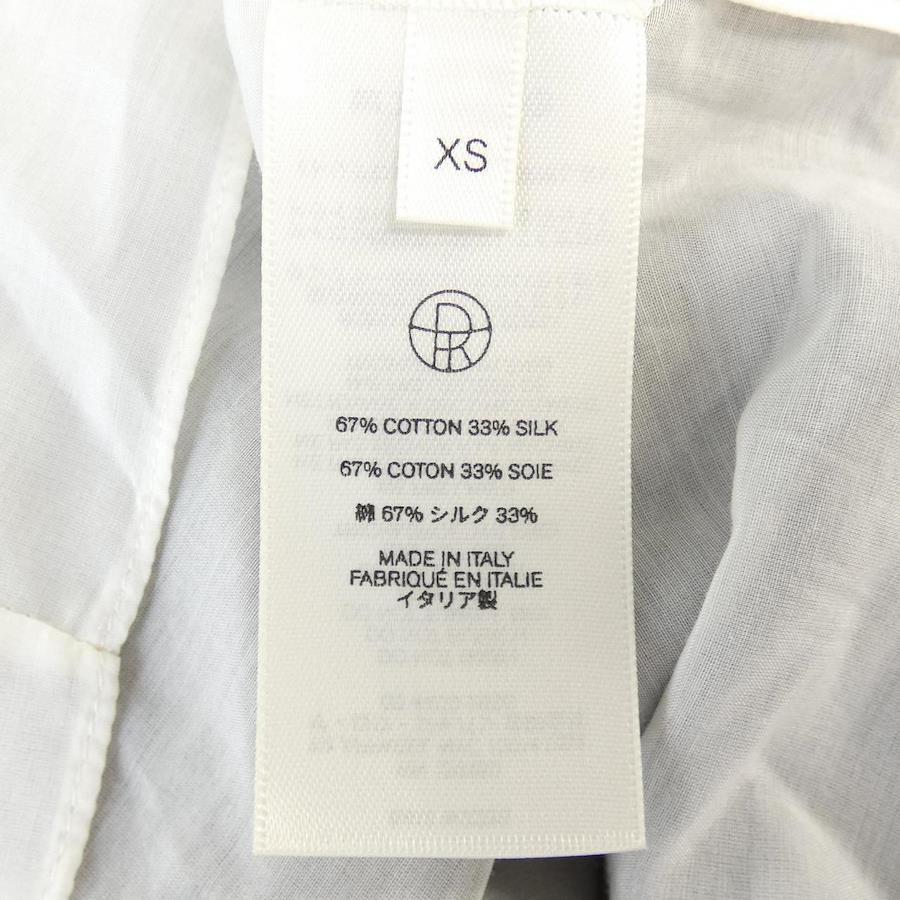 XS
67% COTTON 33% SILK
67% COTON 33% SOIE
綿 67% シルク 33%
MADE IN ITALY
FABRIQUÉ EN ITALIE
イタリア製